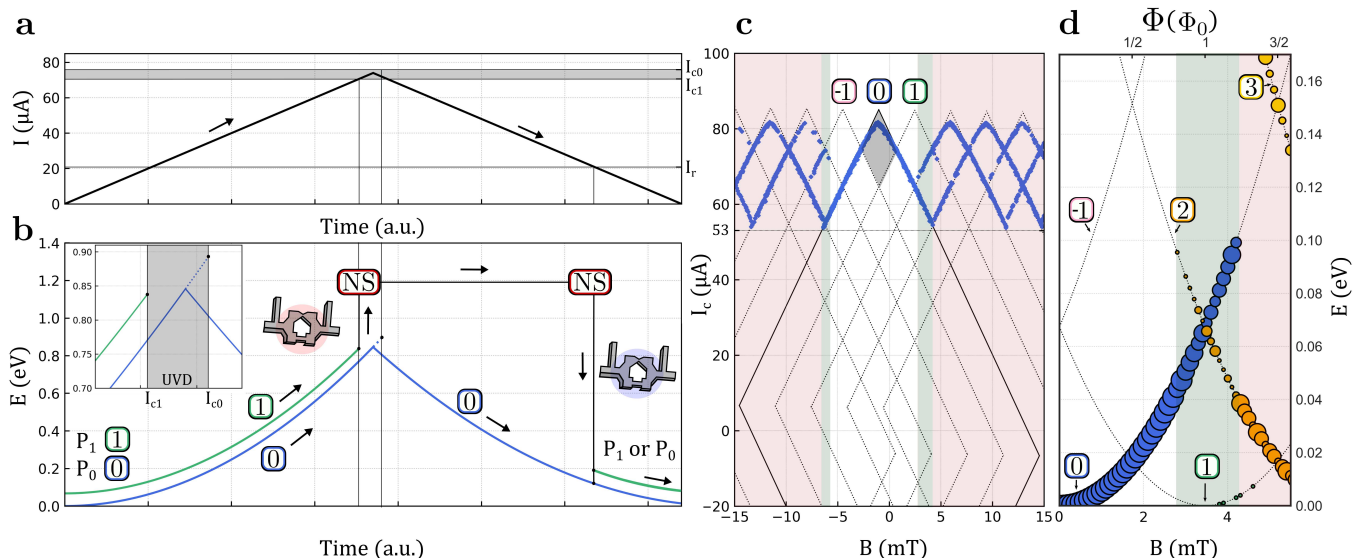 a
I (μA)
80
60
40
20
0
I_c0
I_c1
I_r
Time (a.u.)
b
E (eV)
1.4
1.2
1.0
0.8
0.6
0.4
0.2
0.0
0.90
0.85
0.80
0.75
0.70
UVD
I_c1
I_c0
NS
NS
1
0
0
P_1 1
P_0 0
P_1 or P_0
Time (a.u.)
c
I_c (μA)
100
80
60
53
40
20
0
−20
-1
0
1
−15
−10
−5
0
5
10
15
B (mT)
d
Φ(Φ_0)
1/2
1
3/2
3
-1
2
0
1
0.16
0.14
0.12
0.10
0.08
0.06
0.04
0.02
0.00
E (eV)
0
2
4
B (mT)